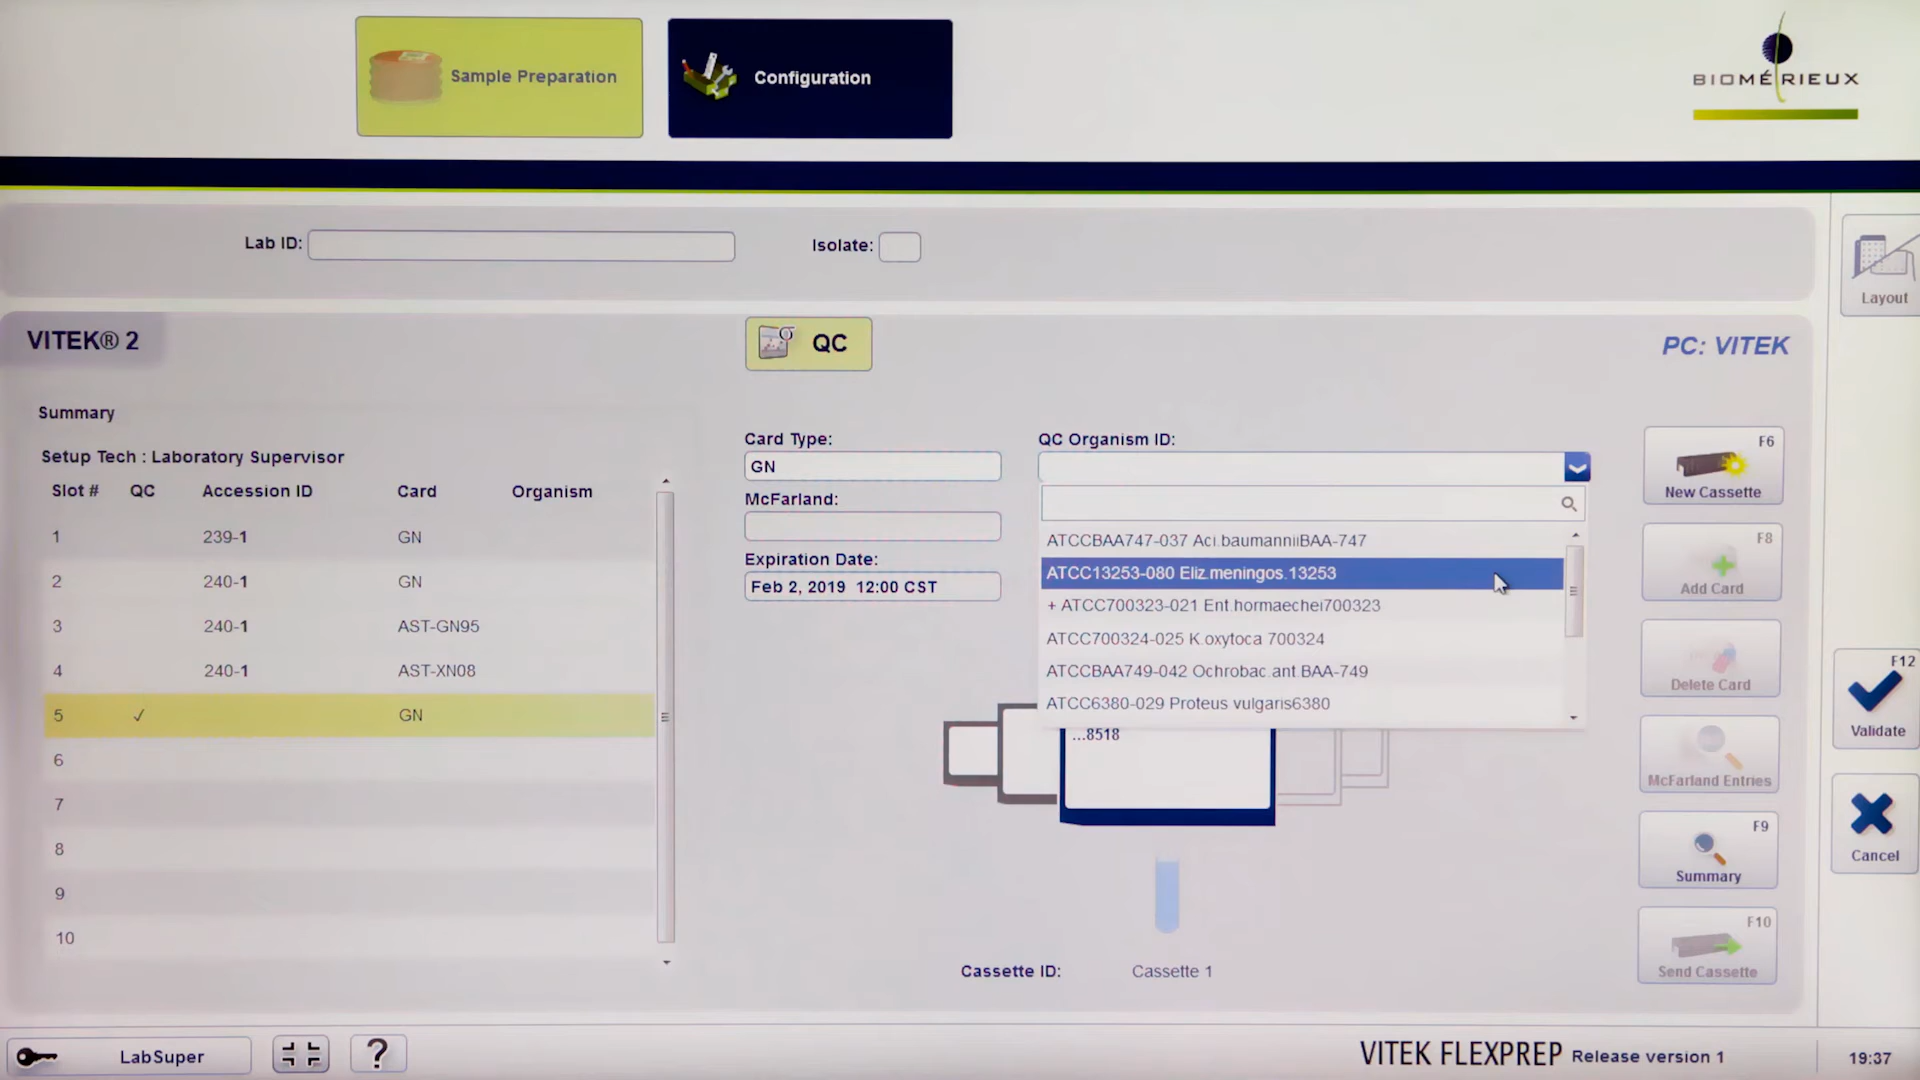 Sample Preparation
Configuration
BIOMÉRIEUX
Lab ID:
Isolate:
Layout
VITEK® 2
QC
PC: VITEK
Summary
Setup Tech : Laboratory Supervisor
Slot # QC Accession ID Card Organism
1 239-1 GN
2 240-1 GN
3 240-1 AST-GN95
4 240-1 AST-XN08
5 ✓ GN
6
7
8
9
10
Card Type:
GN
McFarland:
Expiration Date:
Feb 2, 2019 12:00 CST
QC Organism ID:
ATCCBAA747-037 Aci.baumanniiBAA-747
ATCC13253-080 Eliz.meningos.13253
+ ATCC700323-021 Ent.hormaechei700323
ATCC700324-025 K.oxytoca 700324
ATCCBAA749-042 Ochrobac.ant.BAA-749
ATCC6380-029 Proteus vulgaris6380
...8518
Cassette ID: Cassette 1
F6
New Cassette
F8
Add Card
Delete Card
McFarland Entries
F9
Summary
F10
Send Cassette
F12
Validate
Cancel
LabSuper
?
VITEK FLEXPREP Release version 1
19:37